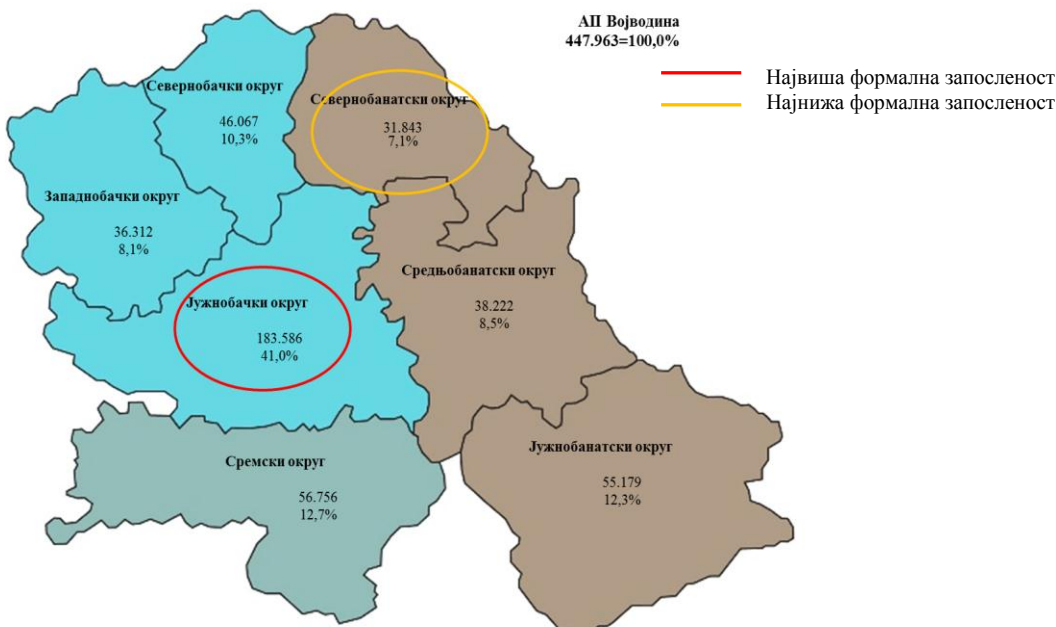 АП Војводина
447.963=100,0%
Највиша формална запосленост
Најнижа формална запосленост
Севернобачки округ
46.067
10,3%
Севернобанатски округ
31.843
7,1%
Западнобачки округ
36.312
8,1%
Средњобанатски округ
38.222
8,5%
Јужнобачки округ
183.586
41,0%
Јужнобанатски округ
55.179
12,3%
Сремски округ
56.756
12,7%